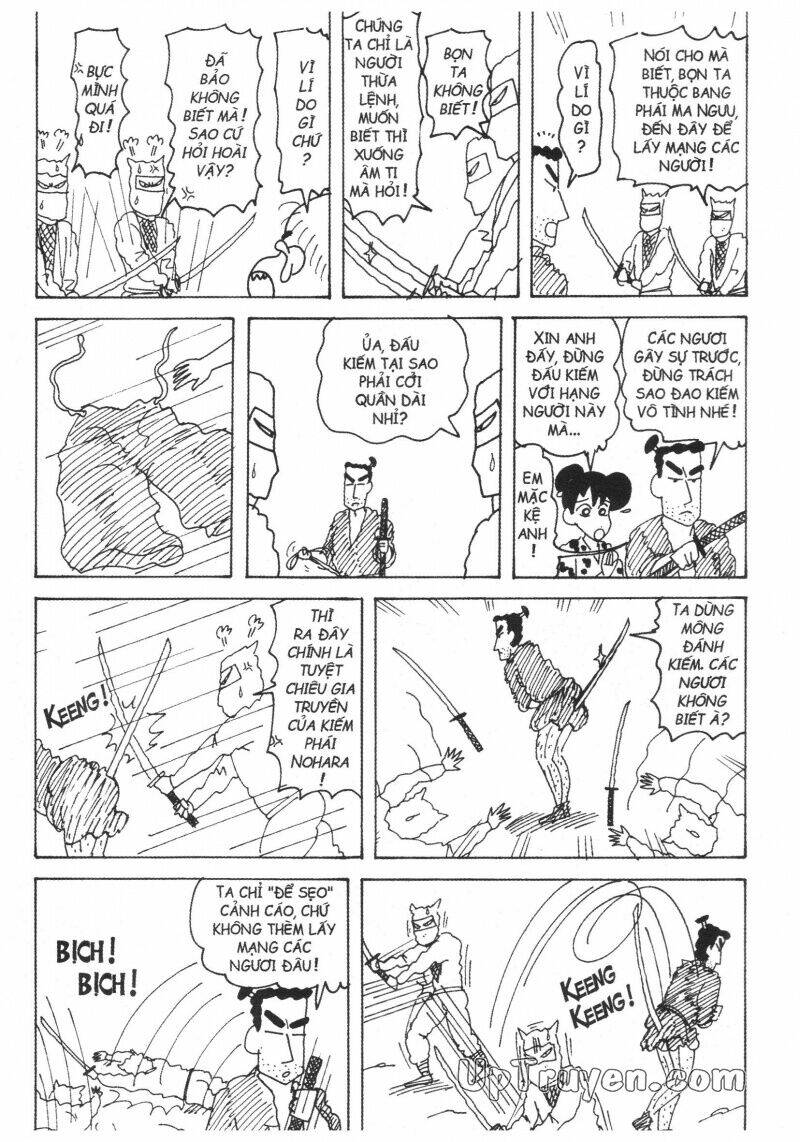 NÓI CHO MÀ
BIẾT, BỌN TA
THUỘC BANG
PHÁI MA NGƯU,
ĐẾN ĐÂY ĐỂ
LẤY MẠNG CÁC
NGƯỜI!
VÌ
LÍ
DO
GÌ
?
BỌN
TA
KHÔNG
BIẾT!
CHÚNG
TA CHỈ LÀ
NGƯỜI
THỪA
LỆNH,
MUỐN
BIẾT THÌ
XUỐNG
ÂM TI
MÀ HỎI!
VÌ
LÍ
DO
GÌ
CHỨ
?
ĐÃ
BẢO
KHÔNG
BIẾT MÀ!
SAO CỨ
HỎI HOÀI
VẬY?
BỰC
MÌNH
QUÁ
ĐI!
CÁC NGƯƠI
GÂY SỰ TRƯỚC,
ĐỪNG TRÁCH
SAO ĐAO KIẾM
VÔ TÌNH NHÉ!
XIN ANH
ĐẤY, ĐỪNG
ĐẤU KIẾM
VỚI HẠNG
NGƯỜI NÀY
MÀ...
EM
MẶC
KỆ
ANH
!
ỦA, ĐẤU
KIẾM TẠI SAO
PHẢI CỞI
QUẦN DÀI
NHỈ?
TA DÙNG
MÔNG
ĐÁNH
KIẾM. CÁC
NGƯƠI
KHÔNG
BIẾT À?
THÌ
RA ĐÂY
CHÍNH LÀ
TUYỆT
CHIÊU GIA
TRUYỀN
CỦA KIẾM
PHÁI
NOHARA
!
KEENG!
KEENG
KEENG!
TA CHỈ "ĐỂ SẸO"
CẢNH CÁO, CHỨ
KHÔNG THÈM LẤY
MẠNG CÁC
NGƯƠI ĐÂU!
BỊCH!
BỊCH!
UpTruyen.com